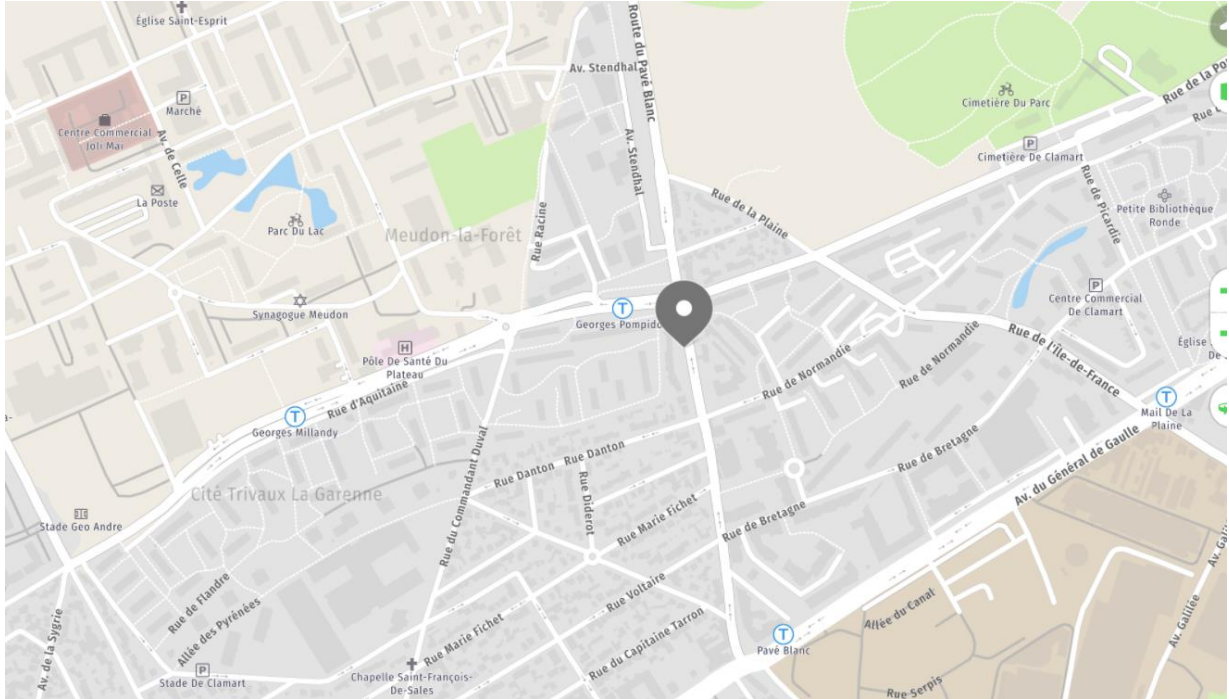 Église Saint-Esprit
Route du Pavé Blanc
Av. Stendhal
Marché
Centre Commercial
Joli Mai
Av. de Celle
Av. Stendhal
Cimetière Du Parc
Rue de la
Cimetière De Clamart
La Poste
Parc Du Lac
Meudon-la-Forêt
Rue Racine
Rue de la Plaine
Rue de Picardie
Petite Bibliothèque
Ronde
Synagogue Meudon
Georges
Centre Commercial
De Clamart
H
Pôle De Santé Du
Plateau
Rue de Normandie
Rue de Normandie
Rue de l'Île-de-France
Église
T
Georges Millandy
Rue d'Aquitaine
T
Mail De La
Plaine
Rue du Commandant Duval
Rue Danton
Rue Danton
Rue de Bretagne
Av. du Général de Gaulle
Cité Trivaux La Garenne
Rue Diderot
Rue Marie Fichet
Rue de Bretagne
Stade Geo Andre
Rue de Flandre
Allée des Pyrénées
Rue Voltaire
Allée du Canal
Av. Galilée
Av. de la Sygrie
Rue Marie Fichet
Rue du Capitaine Tarron
T
Pavé Blanc
P
Stade De Clamart
Chapelle Saint-François-
De-Sales
Rue Serpis